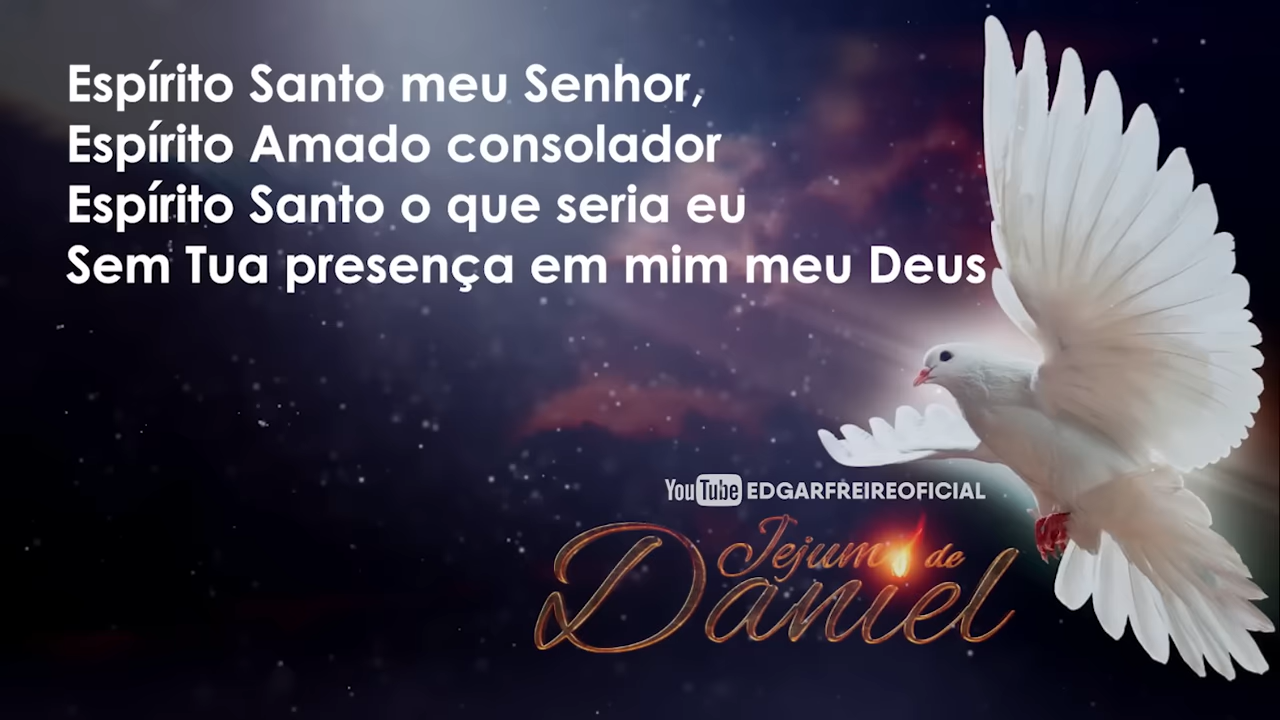 Espírito Santo meu Senhor,
Espírito Amado consolador
Espírito Santo o que seria eu
Sem Tua presença em mim meu Deus
YouTube EDGARFREIREOFICIAL
Jejum de
Daniel